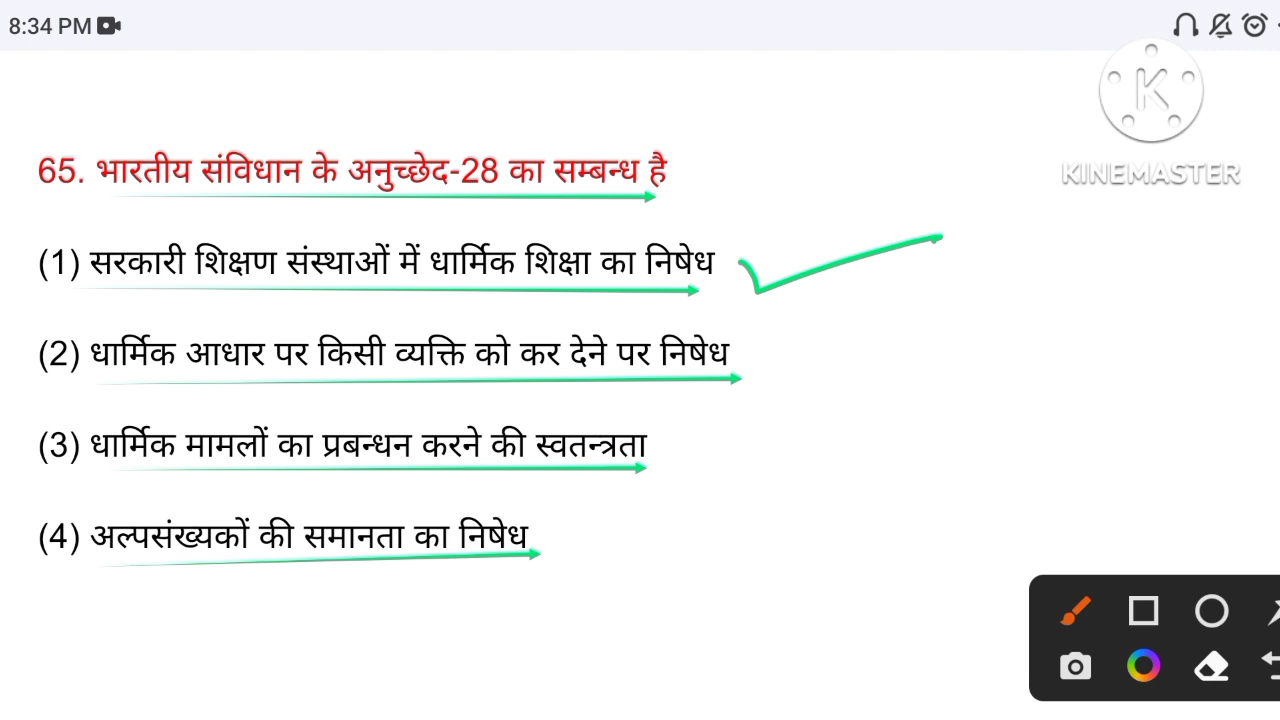 8:34 PM
KINEMASTER
65. भारतीय संविधान के अनुच्छेद-28 का सम्बन्ध है
(1) सरकारी शिक्षण संस्थाओं में धार्मिक शिक्षा का निषेध
(2) धार्मिक आधार पर किसी व्यक्ति को कर देने पर निषेध
(3) धार्मिक मामलों का प्रबन्धन करने की स्वतन्त्रता
(4) अल्पसंख्यकों की समानता का निषेध